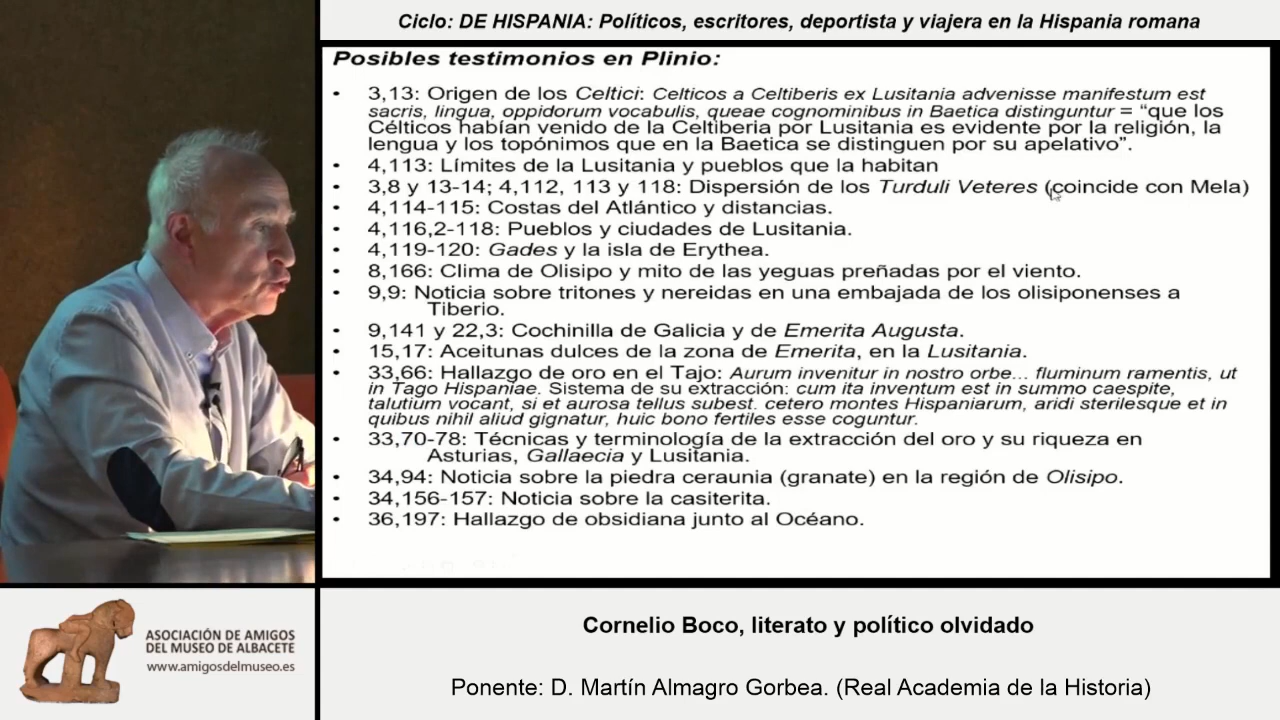 Ciclo: DE HISPANIA: Políticos, escritores, deportista y viajera en la Hispania romana
Posibles testimonios en Plinio:
• 3,13: Origen de los Celtici: Celticos a Celtiberis ex Lusitania advenisse manifestum est
sacris, lingua, oppidorum vocabulis, queae cognominibus in Baetica distinguntur = “que los
Célticos habían venido de la Celtiberia por Lusitania es evidente por la religión, la
lengua y los topónimos que en la Baetica se distinguen por su apelativo”.
• 4,113: Límites de la Lusitania y pueblos que la habitan
• 3,8 y 13-14; 4,112, 113 y 118: Dispersión de los Turduli Veteres (coincide con Mela)
• 4,114-115: Costas del Atlántico y distancias.
• 4,116,2-118: Pueblos y ciudades de Lusitania.
• 4,119-120: Gades y la isla de Erythea.
• 8,166: Clima de Olisipo y mito de las yeguas preñadas por el viento.
• 9,9: Noticia sobre tritones y nereidas en una embajada de los olisiponenses a
Tiberio.
• 9,141 y 22,3: Cochinilla de Galicia y de Emerita Augusta.
• 15,17: Aceitunas dulces de la zona de Emerita, en la Lusitania.
• 33,66: Hallazgo de oro en el Tajo: Aurum invenitur in nostro orbe... fluminum ramentis, ut
in Tago Hispaniae. Sistema de su extracción: cum ita inventum est in summo caespite,
talutium vocant, si et aurosa tellus subest. cetero montes Hispaniarum, aridi sterilesque et in
quibus nihil aliud gignatur, huic bono fertiles esse coguntur.
• 33,70-78: Técnicas y terminología de la extracción del oro y su riqueza en
Asturias, Gallaecia y Lusitania.
• 34,94: Noticia sobre la piedra ceraunia (granate) en la región de Olisipo.
• 34,156-157: Noticia sobre la casiterita.
• 36,197: Hallazgo de obsidiana junto al Océano.
ASOCIACIÓN DE AMIGOS
DEL MUSEO DE ALBACETE
www.amigosdelmuseo.es
Cornelio Boco, literato y político olvidado
Ponente: D. Martín Almagro Gorbea. (Real Academia de la Historia)